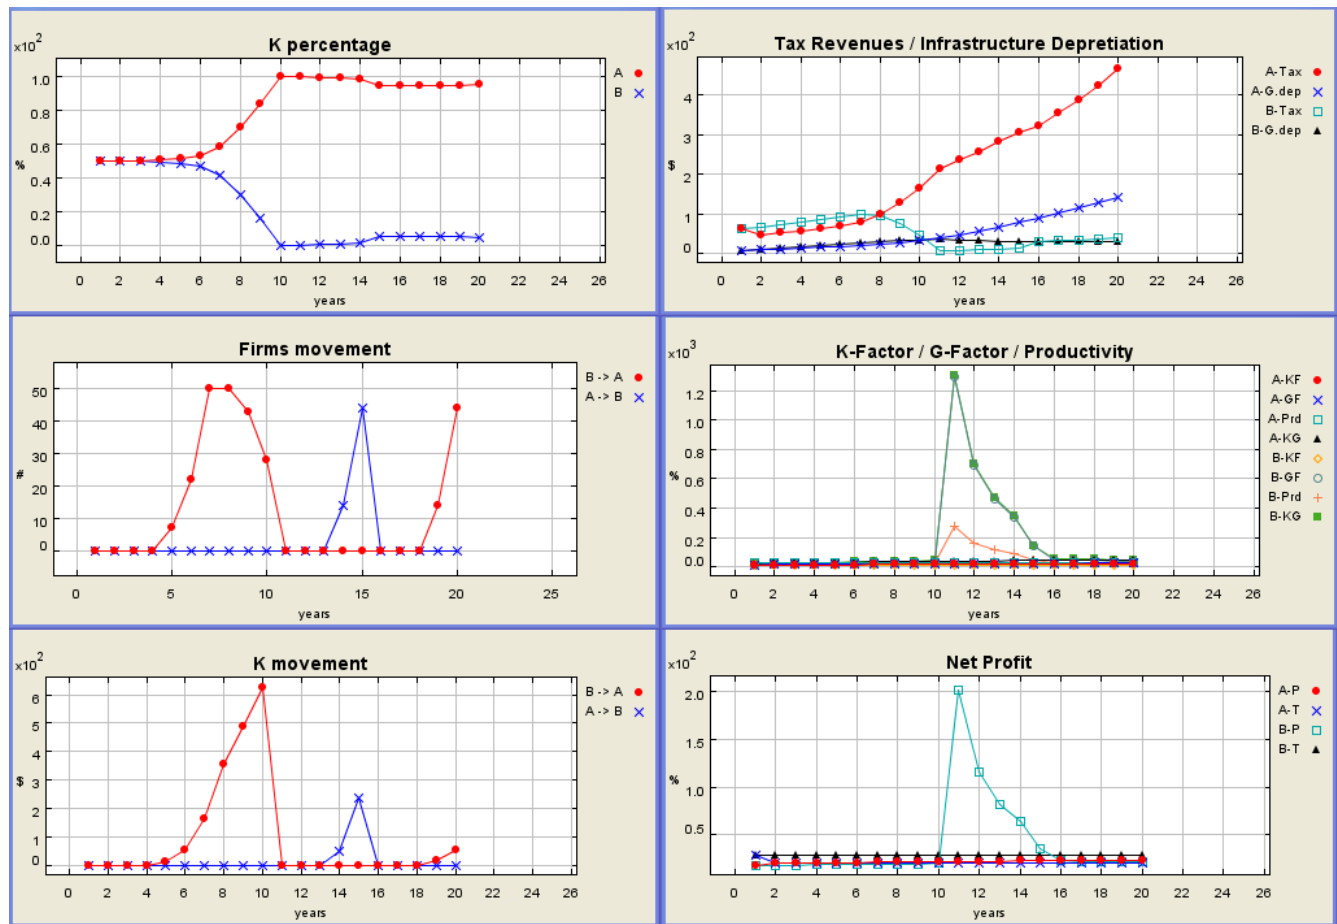 K percentage
x10²
1.0
0.8
0.6
%
0.4
0.2
0.0
0 2 4 6 8 10 12 14 16 18 20 22 24 26
years
A
B
Tax Revenues / Infrastructure Depretiation
x10²
4
3
$
2
1
0
0 2 4 6 8 10 12 14 16 18 20 22 24 26
years
A-Tax
A-G.dep
B-Tax
B-G.dep
Firms movement
50
40
30
#
20
10
0
0 5 10 15 20 25
years
B -> A
A -> B
K-Factor / G-Factor / Productivity
x10³
1.2
1.0
0.8
0.6
%
0.4
0.2
0.0
0 2 4 6 8 10 12 14 16 18 20 22 24 26
years
A-KF
A-GF
A-Prd
A-KG
B-KF
B-GF
B-Prd
B-KG
K movement
x10²
6
5
4
3
$
2
1
0
0 2 4 6 8 10 12 14 16 18 20 22 24 26
years
B -> A
A -> B
Net Profit
x10²
2.0
1.5
%
1.0
0.5
0 2 4 6 8 10 12 14 16 18 20 22 24 26
years
A-P
A-T
B-P
B-T